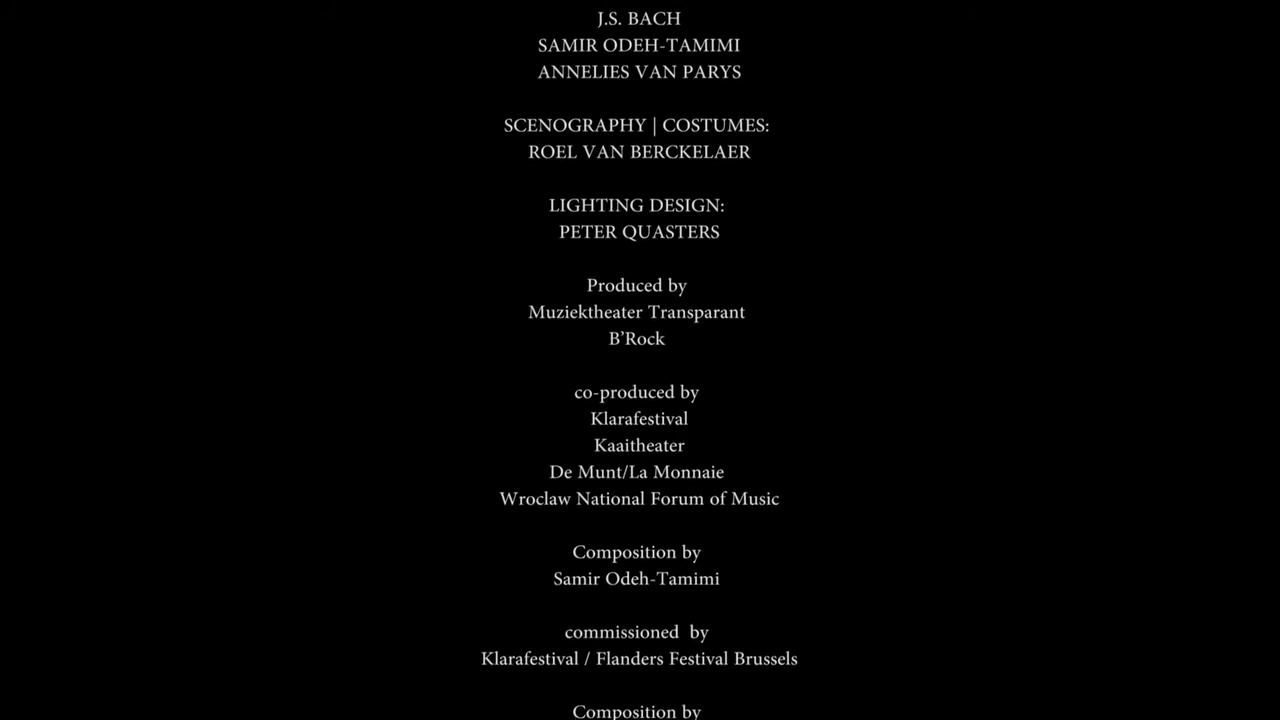 J.S. BACH
SAMIR ODEH-TAMIMI
ANNELIES VAN PARYS
SCENOGRAPHY | COSTUMES:
ROEL VAN BERCKELAER
LIGHTING DESIGN:
PETER QUASTERS
Produced by
Muziektheater Transparant
B’Rock
co-produced by
Klarafestival
Kaaitheater
De Munt/La Monnaie
Wroclaw National Forum of Music
Composition by
Samir Odeh-Tamimi
commissioned  by
Klarafestival / Flanders Festival Brussels
Composition by